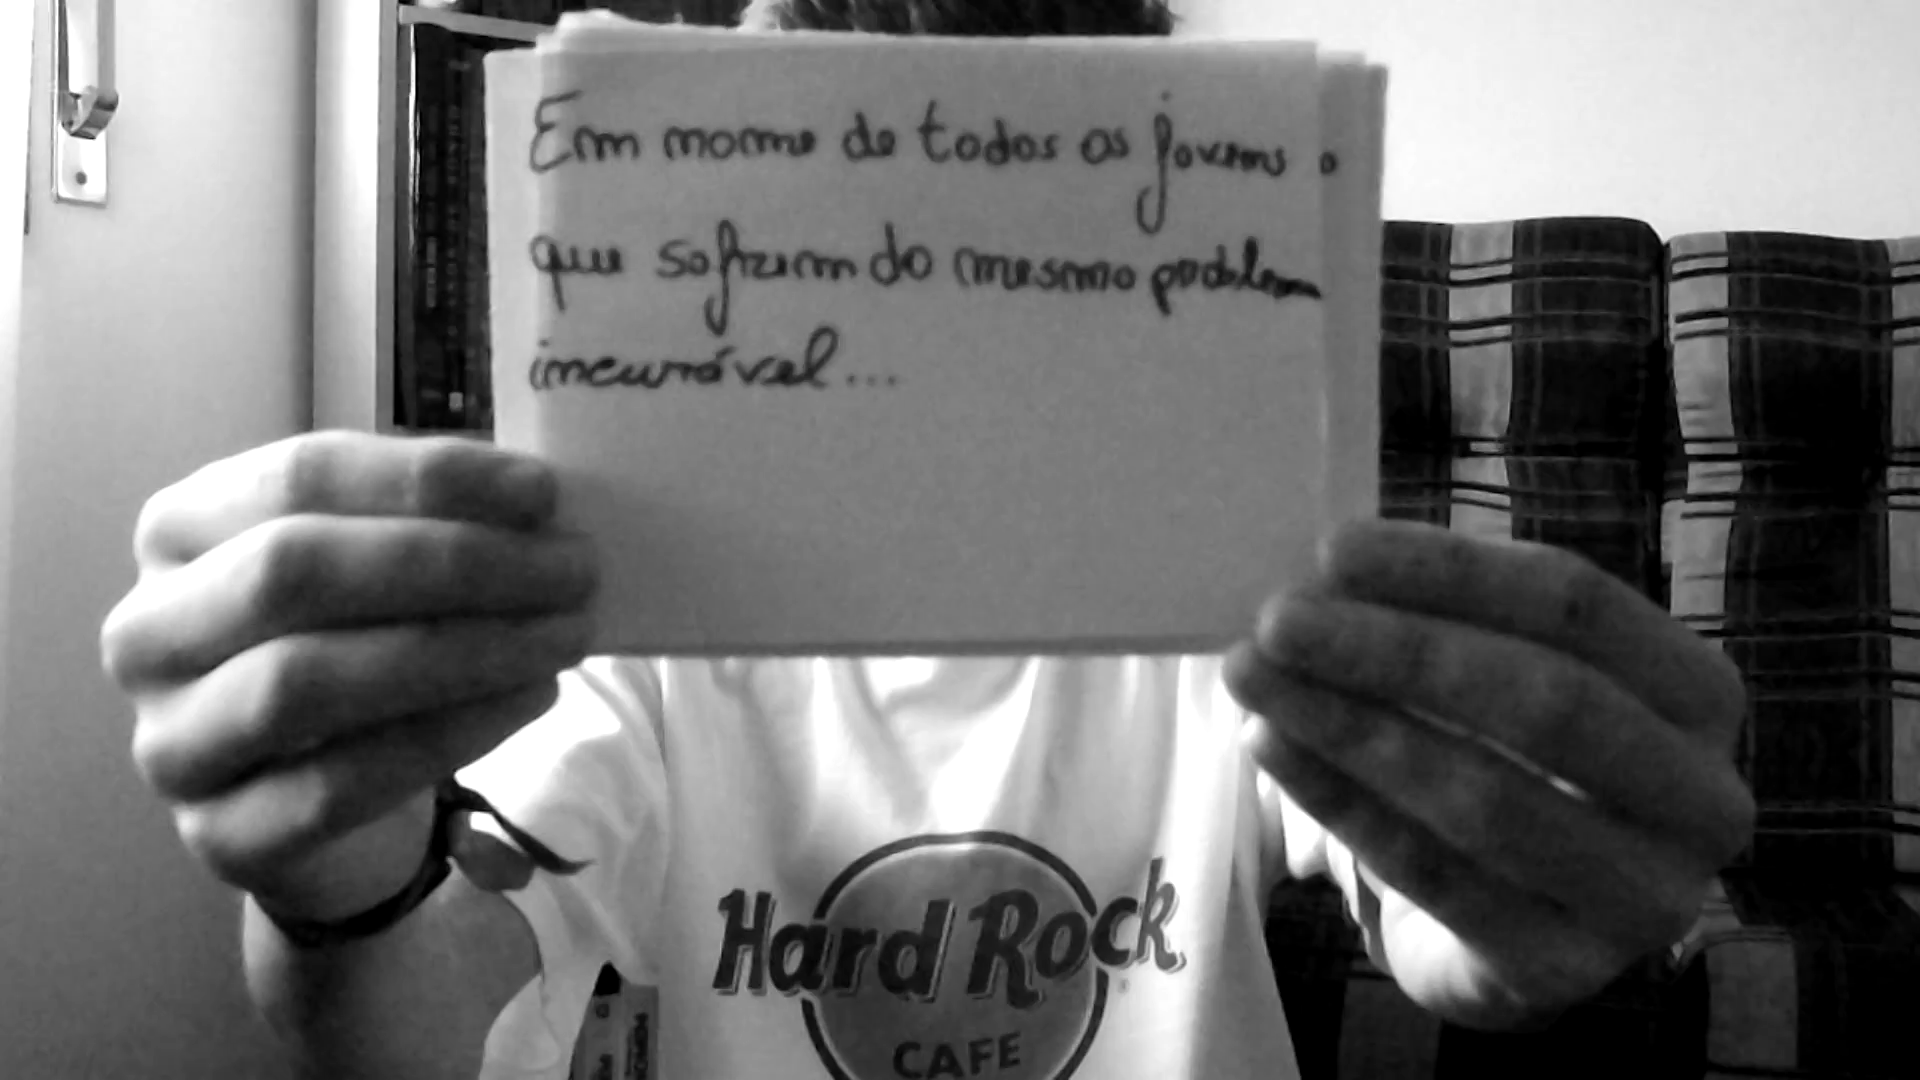 Em nome de todos os jovens o
que sofrem do mesmo problema
incurável...
Hard Rock
CAFE